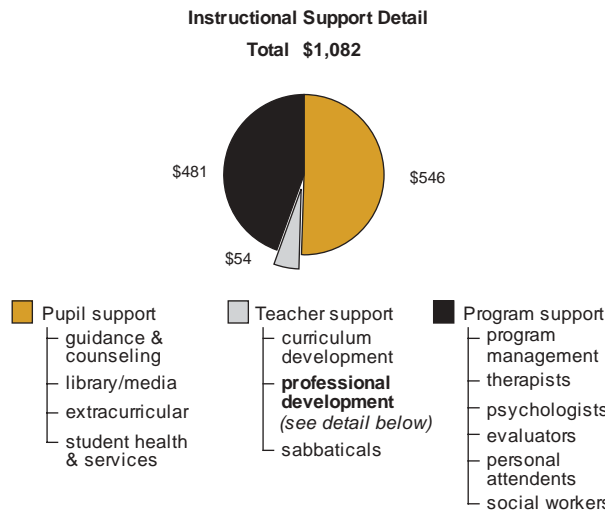 Instructional Support Detail
Total $1,082
$481
$546
$54
Pupil support
guidance &
counseling
library/media
extracurricular
student health
& services
Teacher support
curriculum
development
professional
development
(see detail below)
sabbaticals
Program support
program
management
therapists
psychologists
evaluators
personal
attendents
social workers